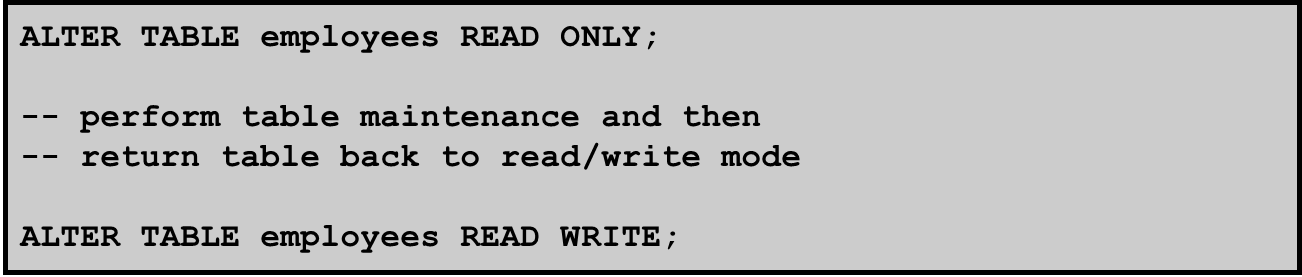 ALTER TABLE employees READ ONLY;
-- perform table maintenance and then
-- return table back to read/write mode
ALTER TABLE employees READ WRITE;